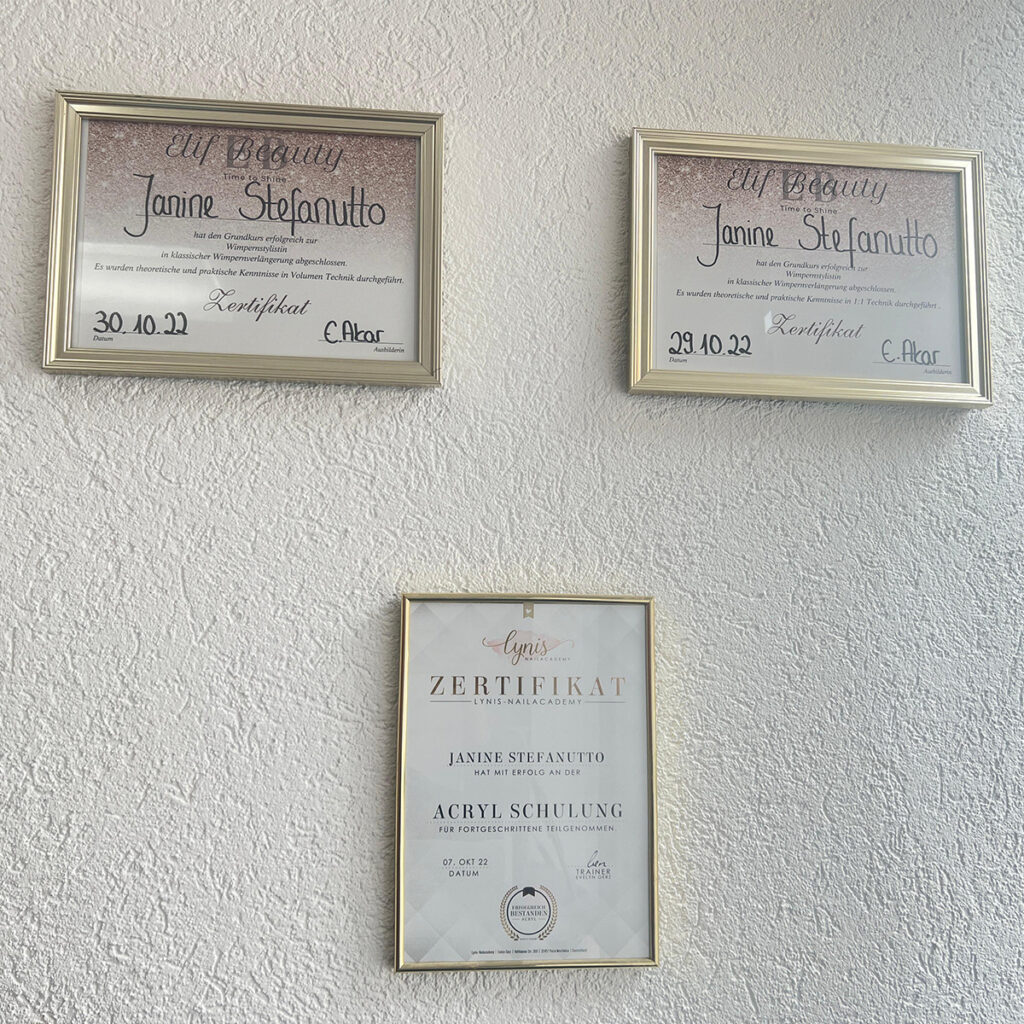 Elif Beauty
Time to Shine
Janine Stefanutto
hat den Grundkurs erfolgreich zur
Wimpernstylistin
in klassischer Wimpernverlängerung abgeschlossen.
Es wurden theoretische und praktische Kenntnisse in Volumen Technik durchgeführt.
Zertifikat
30.10.22
E.Akar
Datum
Ausbilderin
Elif Beauty
Time to Shine
Janine Stefanutto
hat den Grundkurs erfolgreich zur
Wimpernstylistin
in klassischer Wimpernverlängerung abgeschlossen.
Es wurden theoretische und praktische Kenntnisse in 1:1 Technik durchgeführt.
Zertifikat
29.10.22
E.Akar
Datum
Ausbilderin
lynis
NAILACADEMY
ZERTIFIKAT
LYNIS-NAILACADEMY
JANINE STEFANUTTO
HAT MIT ERFOLG AN DER
ACRYL SCHULUNG
FÜR FORTGESCHRITTENE TEILGENOMMEN.
07. OKT 22
DATUM
TRAINER
ERFOLGREICH
BESTANDEN
ACRYL